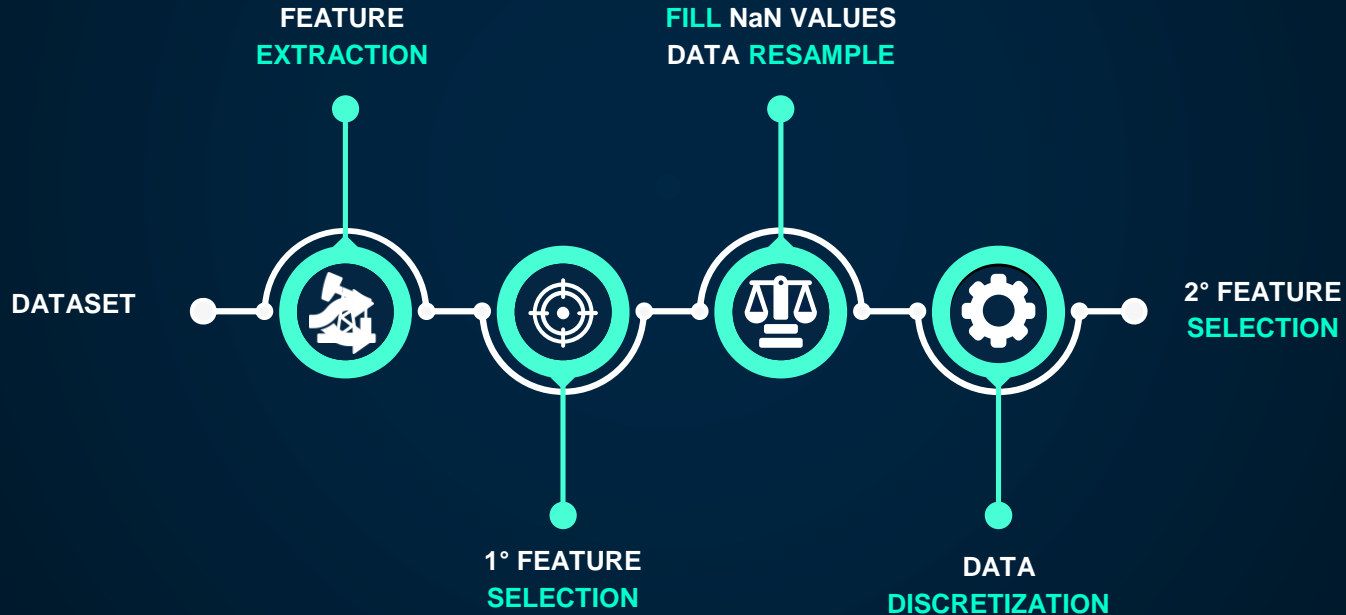 DATASET
FEATURE
EXTRACTION
1° FEATURE
SELECTION
FILL NaN VALUES
DATA RESAMPLE
DATA
DISCRETIZATION
2° FEATURE
SELECTION